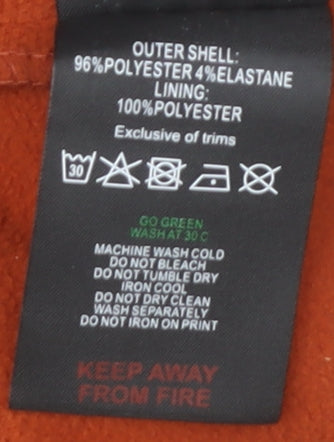 OUTER SHELL:
96%POLYESTER 4%ELASTANE
LINING:
100%POLYESTER
Exclusive of trims
30
GO GREEN
WASH AT 30 C
MACHINE WASH COLD
DO NOT BLEACH
DO NOT TUMBLE DRY
IRON COOL
DO NOT DRY CLEAN
WASH SEPARATELY
DO NOT IRON ON PRINT
KEEP AWAY
FROM FIRE